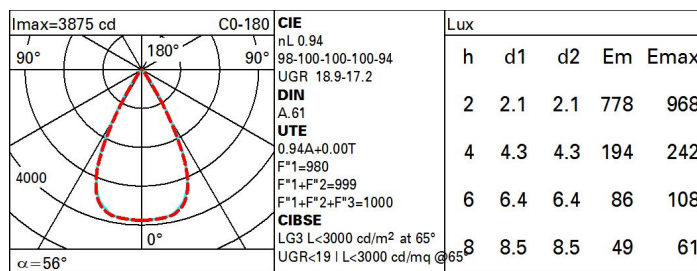 Imax=3875 cd C0-180
90° 180° 90°
4000
0°
α=56°
CIE
nL 0.94
98-100-100-100-94
UGR 18.9-17.2
DIN
A.61
UTE
0.94A+0.00T
F"1=980
F"1+F"2=999
F"1+F"2+F"3=1000
CIBSE
LG3 L<3000 cd/m² at 65°
UGR<19 | L<3000 cd/mq @65°
Lux
h d1 d2 Em Emax
2 2.1 2.1 778 968
4 4.3 4.3 194 242
6 6.4 6.4 86 108
8 8.5 8.5 49 61